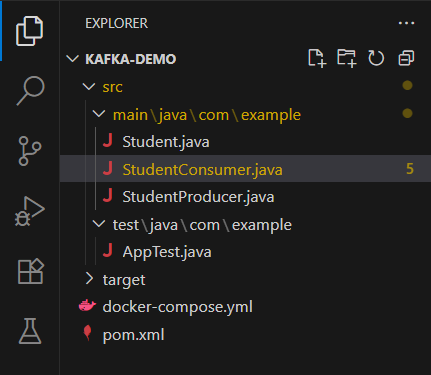 EXPLORER
KAFKA-DEMO
src
main\java\com\example
Student.java
StudentConsumer.java 5
StudentProducer.java
test\java\com\example
AppTest.java
target
docker-compose.yml
pom.xml